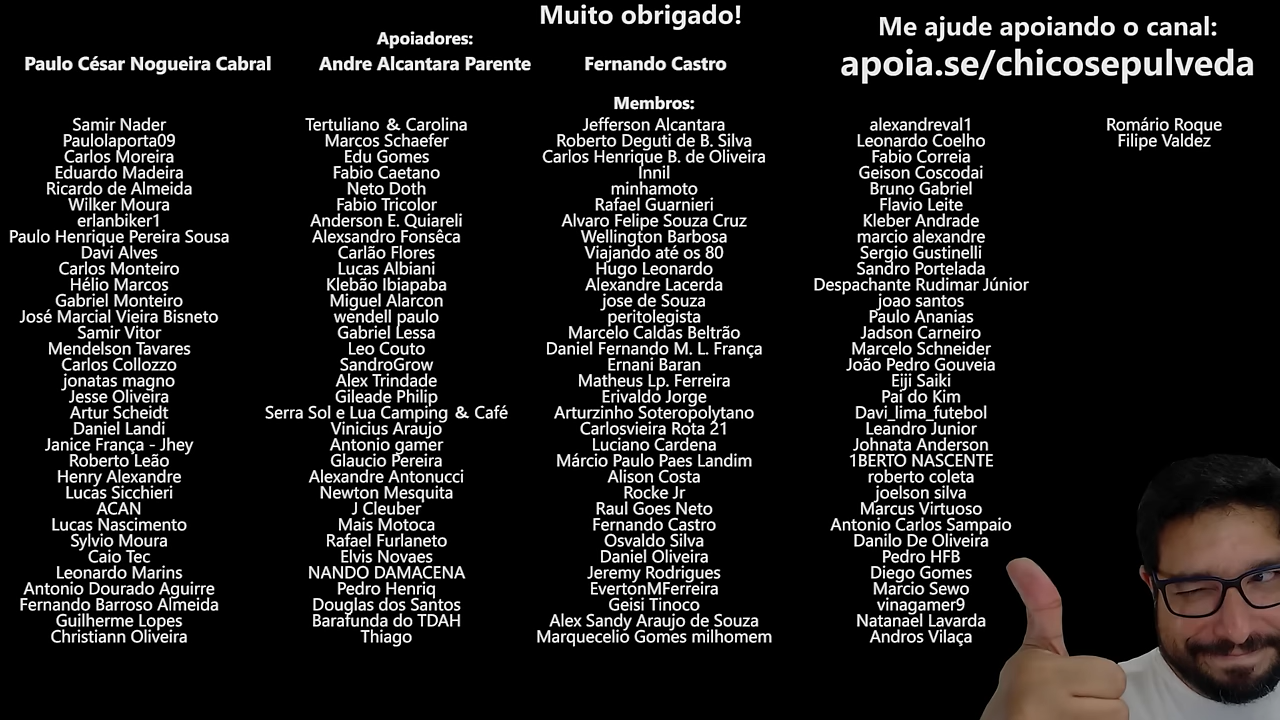 Muito obrigado!
Me ajude apoiando o canal:
apoia.se/chicosepulveda
Apoiadores:
Paulo César Nogueira Cabral
Andre Alcantara Parente
Fernando Castro
Membros:
Samir Nader
Paulolaporta09
Carlos Moreira
Eduardo Madeira
Ricardo de Almeida
Wilker Moura
erlanbiker1
Paulo Henrique Pereira Sousa
Davi Alves
Carlos Monteiro
Hélio Marcos
Gabriel Monteiro
José Marcial Vieira Bisneto
Samir Vitor
Mendelson Tavares
Carlos Collozzo
jonatas magno
Jesse Oliveira
Artur Scheidt
Daniel Landi
Janice França - Jhey
Roberto Leão
Henry Alexandre
Lucas Sicchieri
ACAN
Lucas Nascimento
Sylvio Moura
Caio Tec
Leonardo Marins
Antonio Dourado Aguirre
Fernando Barroso Almeida
Guilherme Lopes
Christiann Oliveira
Tertuliano & Carolina
Marcos Schaefer
Edu Gomes
Fabio Caetano
Neto Doth
Fabio Tricolor
Anderson E. Quiareli
Alexsandro Fonsêca
Carlão Flores
Lucas Albiani
Klebão Ibiapaba
Miguel Alarcon
wendell paulo
Gabriel Lessa
Leo Couto
SandroGrow
Alex Trindade
Gileade Philip
Serra Sol e Lua Camping & Café
Vinicius Araujo
Antonio gamer
Glaucio Pereira
Alexandre Antonucci
Newton Mesquita
J Cleuber
Mais Motoca
Rafael Furlaneto
Elvis Novaes
NANDO DAMACENA
Pedro Henriq
Douglas dos Santos
Barafunda do TDAH
Thiago
Jefferson Alcantara
Roberto Deguti de B. Silva
Carlos Henrique B. de Oliveira
Innil
minhamoto
Rafael Guarnieri
Alvaro Felipe Souza Cruz
Wellington Barbosa
Viajando até os 80
Hugo Leonardo
Alexandre Lacerda
jose de Souza
peritolegista
Marcelo Caldas Beltrão
Daniel Fernando M. L. França
Ernani Baran
Matheus Lp. Ferreira
Erivaldo Jorge
Arturzinho Soteropolytano
Carlosvieira Rota 21
Luciano Cardena
Márcio Paulo Paes Landim
Alison Costa
Rocke Jr
Raul Goes Neto
Fernando Castro
Osvaldo Silva
Daniel Oliveira
Jeremy Rodrigues
EvertonMFerreira
Geisi Tinoco
Alex Sandy Araujo de Souza
Marquecelio Gomes milhomem
alexandreval1
Leonardo Coelho
Fabio Correia
Geison Coscodai
Bruno Gabriel
Flavio Leite
Kleber Andrade
marcio alexandre
Sergio Gustinelli
Sandro Portelada
Despachante Rudimar Júnior
joao santos
Paulo Ananias
Jadson Carneiro
Marcelo Schneider
João Pedro Gouveia
Eiji Saiki
Pai do Kim
Davi_lima_futebol
Leandro Junior
Johnata Anderson
1BERTO NASCENTE
roberto coleta
joelson silva
Marcus Virtuoso
Antonio Carlos Sampaio
Danilo De Oliveira
Pedro HFB
Diego Gomes
Marcio Sewo
vinagamer9
Natanael Lavarda
Andros Vilaça
Romário Roque
Filipe Valdez